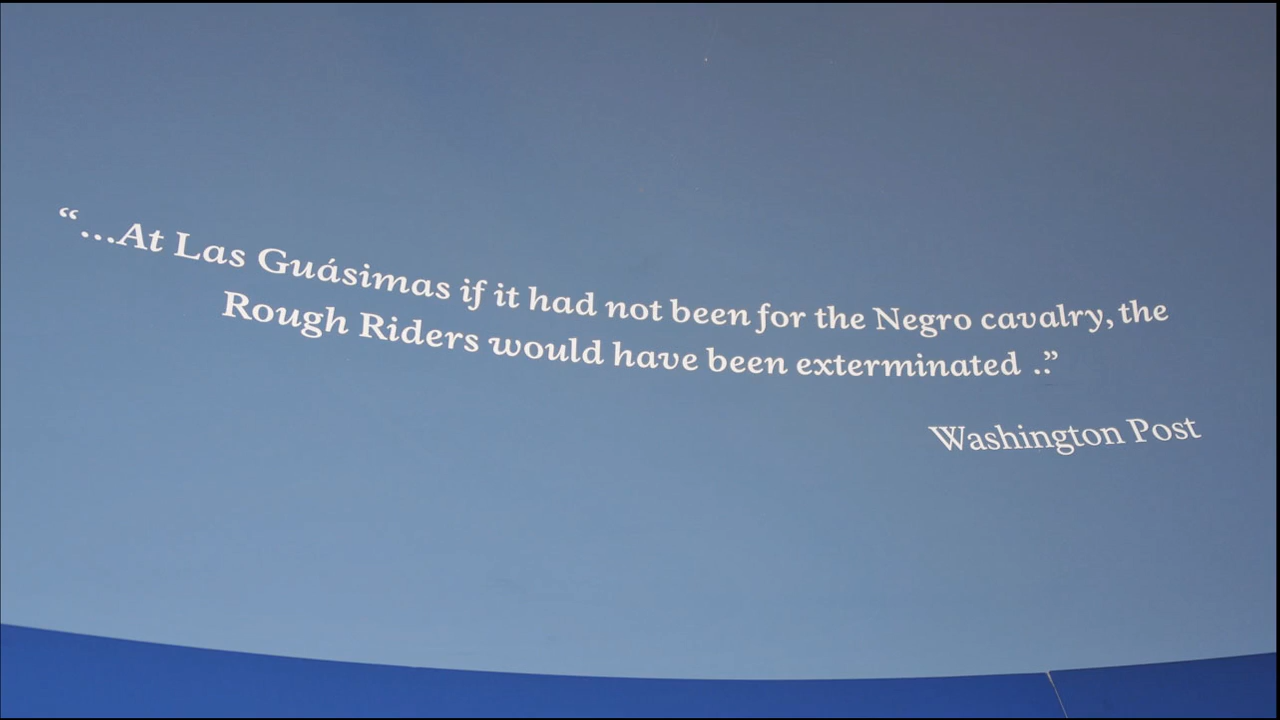 “...At Las Guásimas if it had not been for the Negro cavalry, the
Rough Riders would have been exterminated ..”
Washington Post